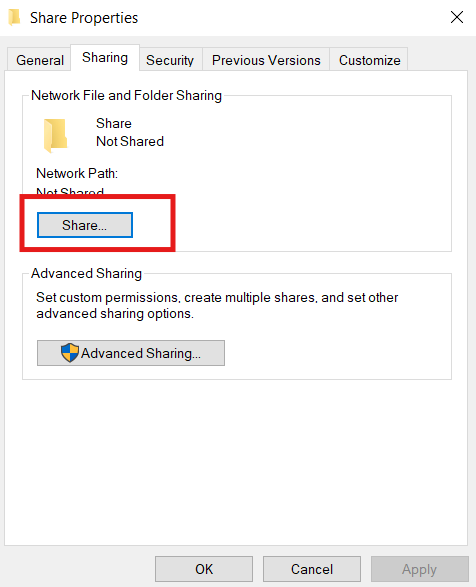 Share Properties
General Sharing Security Previous Versions Customize
Network File and Folder Sharing
Share
Not Shared
Network Path:
Not Shared
Share...
Advanced Sharing
Set custom permissions, create multiple shares, and set other
advanced sharing options.
Advanced Sharing...
OK Cancel Apply